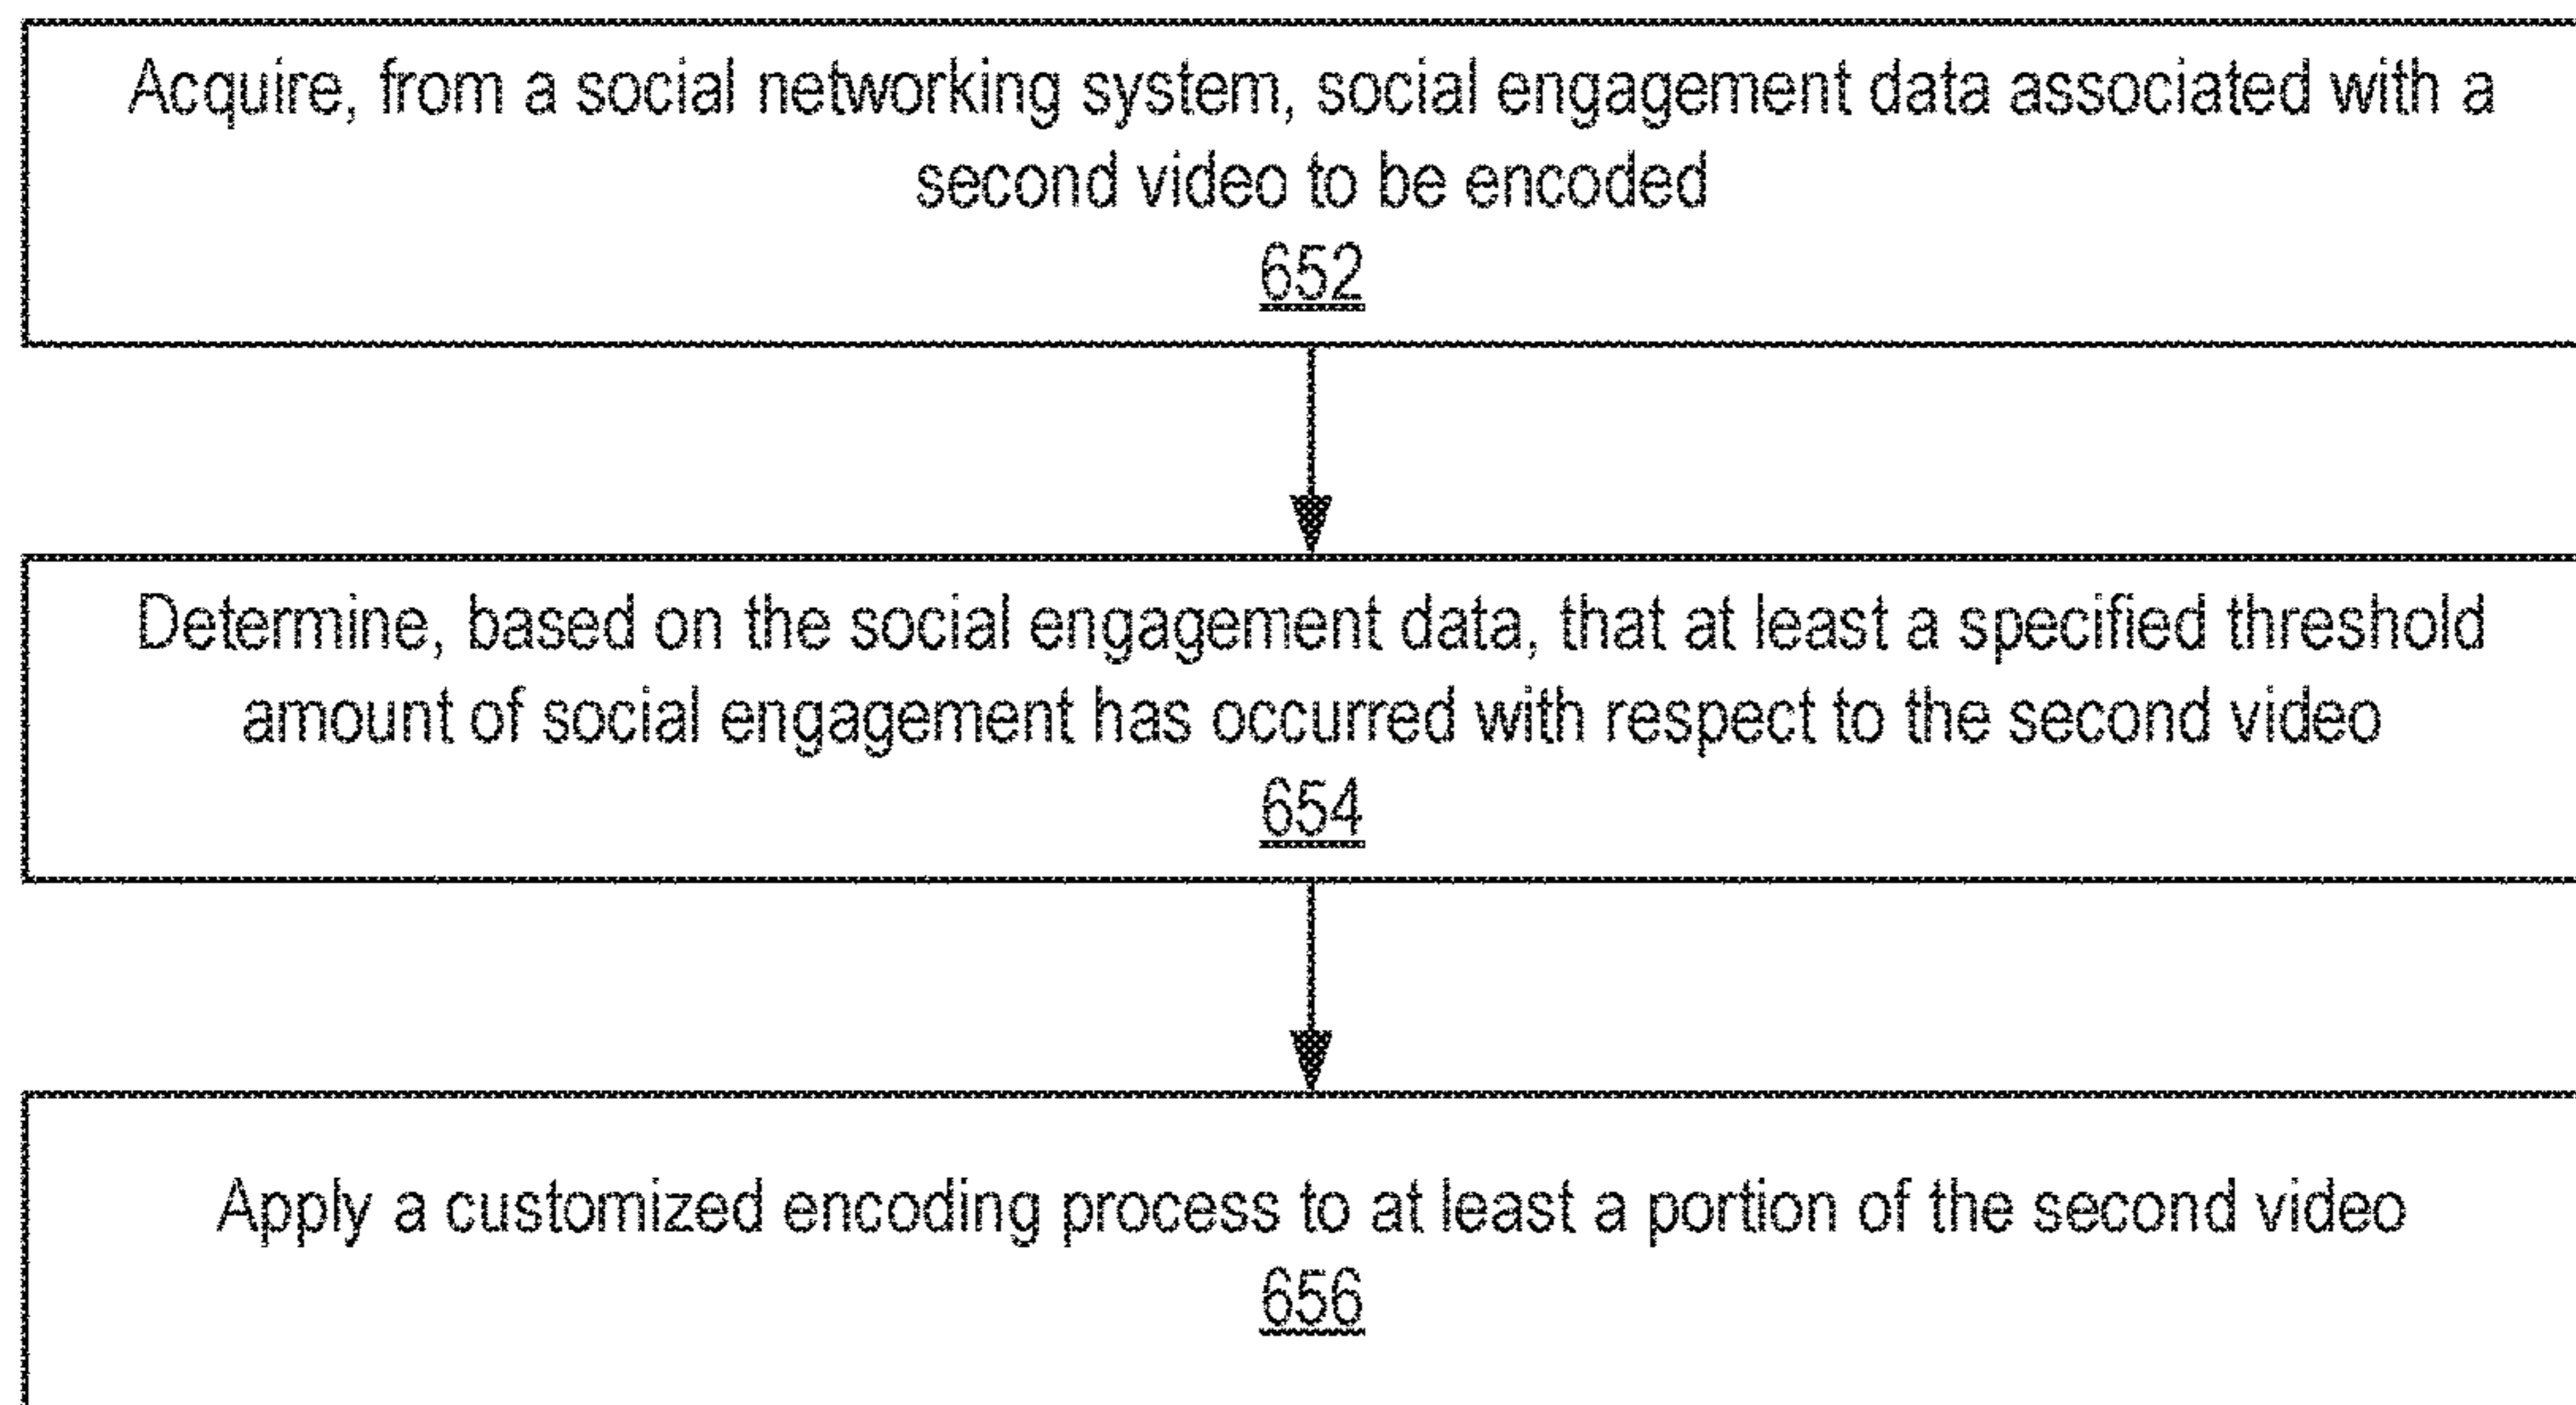 Acquire, from a social networking system, social engagement data associated with a
second video to be encoded
652
Determine, based on the social engagement data, that at least a specified threshold
amount of social engagement has occurred with respect to the second video
654
Apply a customized encoding process to at least a portion of the second video
656